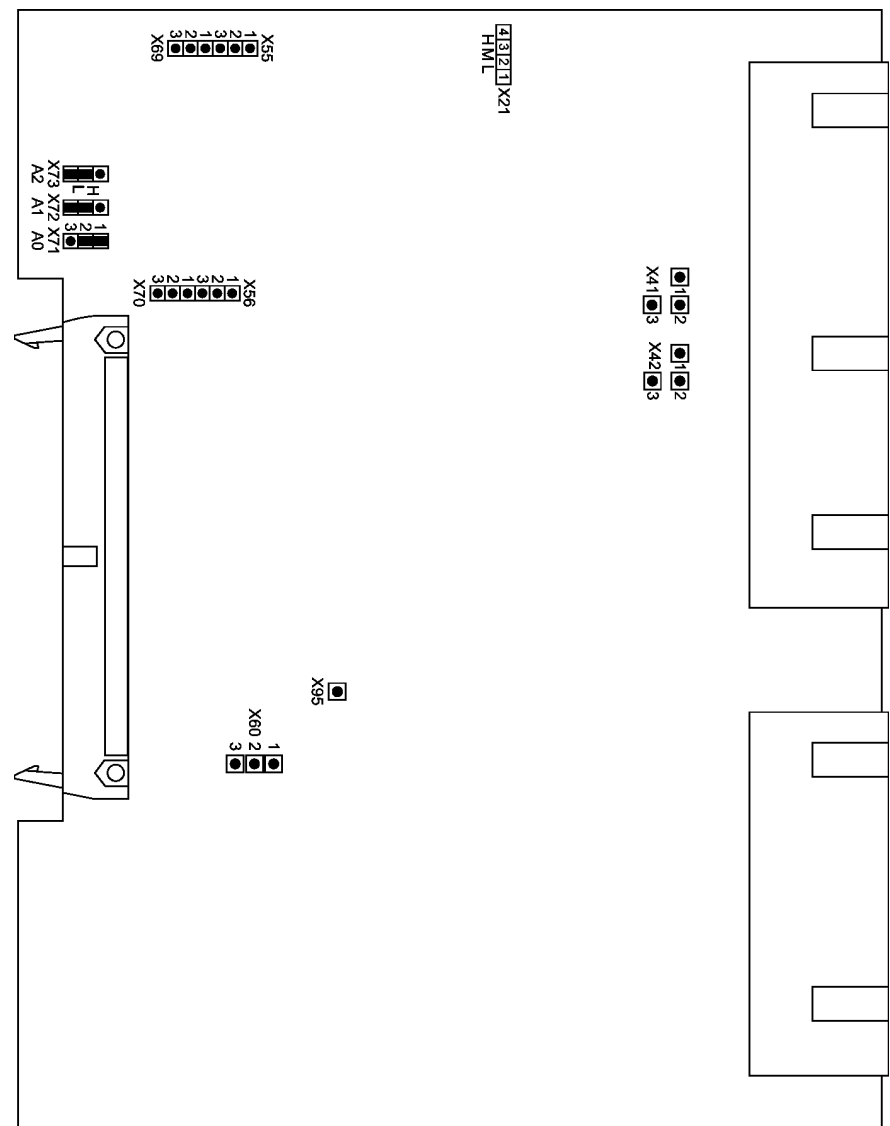 X69 3 2 1 3 2 1 X55
4 3 2 1 X21
H M L
A2 X73
L H
A1 X72
A0 X71 3 2 1
X70 3 2 1 3 2 1 X56
X41 1 2 3
X42 1 2 3
X95
X60
3 2 1